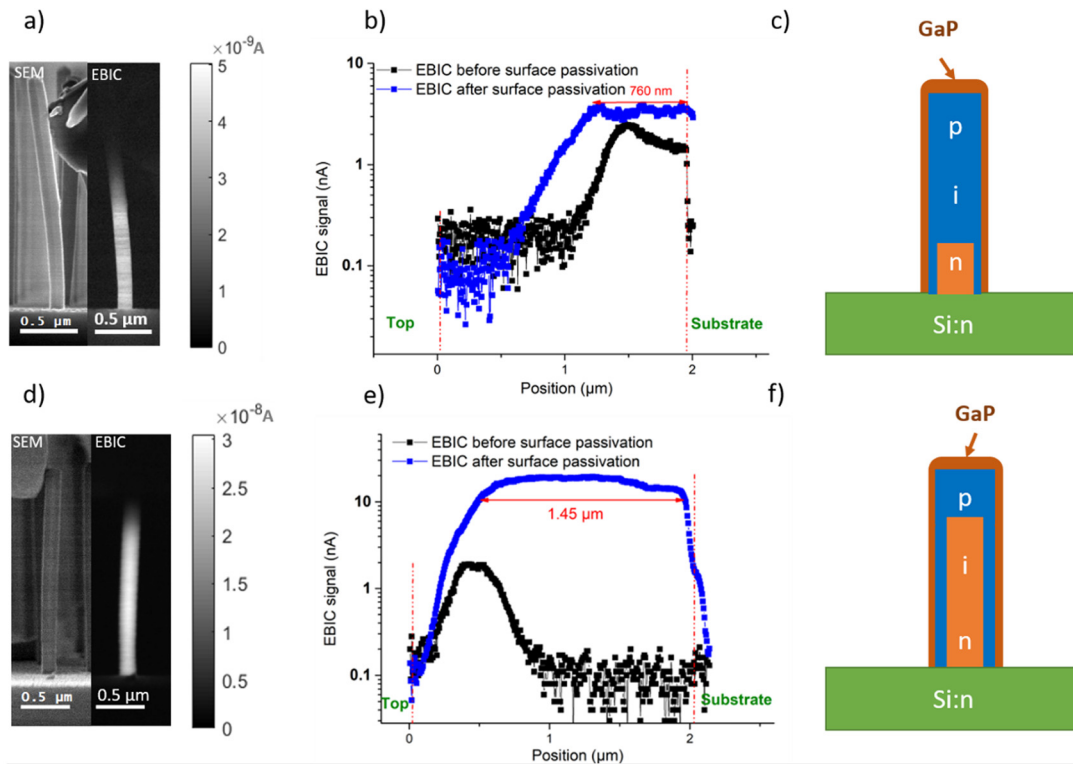 a)
×10⁻⁹A
SEM
EBIC
5
4
3
2
1
0
0.5 µm
0.5 µm
b)
EBIC before surface passivation
EBIC after surface passivation
760 nm
EBIC signal (nA)
10
1
0.1
Top
Substrate
0
1
2
Position (µm)
c)
GaP
p
i
n
Si:n
d)
×10⁻⁸A
SEM
EBIC
3
2.5
2
1.5
1
0.5
0
0.5 µm
0.5 µm
e)
EBIC before surface passivation
EBIC after surface passivation
1.45 µm
EBIC signal (nA)
100
10
1
0.1
Top
Substrate
0
1
2
Position (µm)
f)
GaP
p
i
n
Si:n